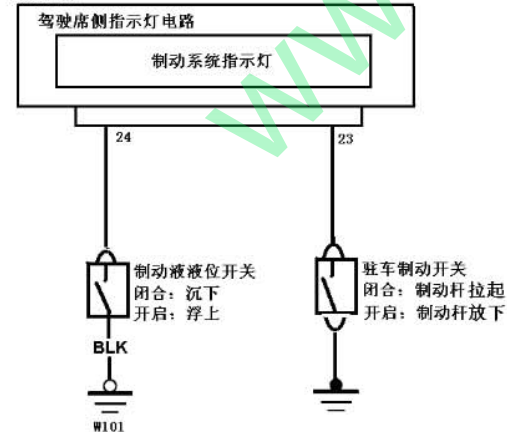 驾驶席侧指示灯电路
制动系统指示灯
24
23
制动液液位开关
闭合：沉下
开启：浮上
驻车制动开关
闭合：制动杆拉起
开启：制动杆放下
BLK
W101
WW